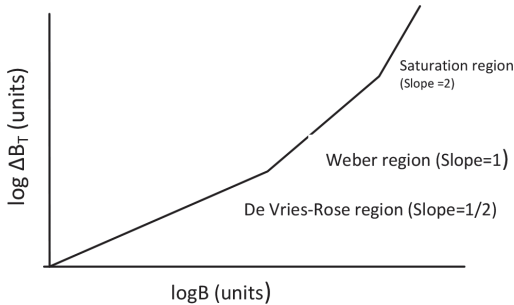 Saturation region
(Slope =2)
log ΔB_T (units)
Weber region (Slope=1)
De Vries-Rose region (Slope=1/2)
logB (units)